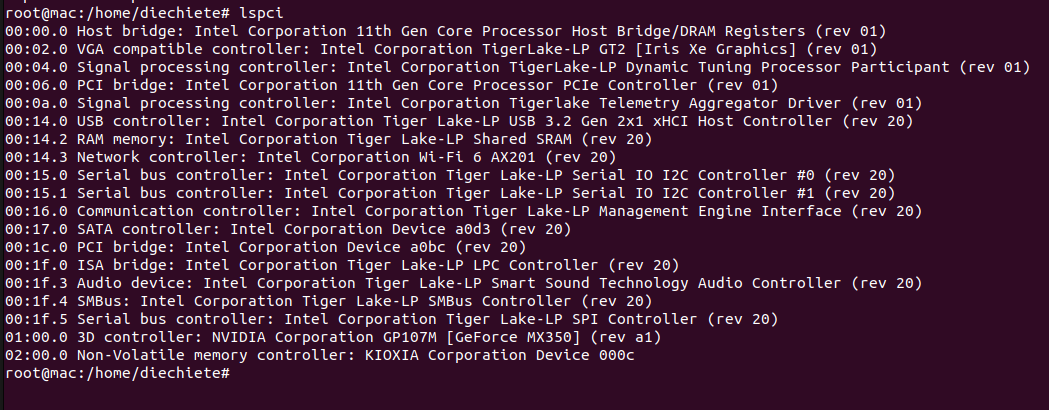 root@mac:/home/diechiete# lspci
00:00.0 Host bridge: Intel Corporation 11th Gen Core Processor Host Bridge/DRAM Registers (rev 01)
00:02.0 VGA compatible controller: Intel Corporation TigerLake-LP GT2 [Iris Xe Graphics] (rev 01)
00:04.0 Signal processing controller: Intel Corporation TigerLake-LP Dynamic Tuning Processor Participant (rev 01)
00:06.0 PCI bridge: Intel Corporation 11th Gen Core Processor PCIe Controller (rev 01)
00:0a.0 Signal processing controller: Intel Corporation Tigerlake Telemetry Aggregator Driver (rev 01)
00:14.0 USB controller: Intel Corporation Tiger Lake-LP USB 3.2 Gen 2x1 xHCI Host Controller (rev 20)
00:14.2 RAM memory: Intel Corporation Tiger Lake-LP Shared SRAM (rev 20)
00:14.3 Network controller: Intel Corporation Wi-Fi 6 AX201 (rev 20)
00:15.0 Serial bus controller: Intel Corporation Tiger Lake-LP Serial IO I2C Controller #0 (rev 20)
00:15.1 Serial bus controller: Intel Corporation Tiger Lake-LP Serial IO I2C Controller #1 (rev 20)
00:16.0 Communication controller: Intel Corporation Tiger Lake-LP Management Engine Interface (rev 20)
00:17.0 SATA controller: Intel Corporation Device a0d3 (rev 20)
00:1c.0 PCI bridge: Intel Corporation Device a0bc (rev 20)
00:1f.0 ISA bridge: Intel Corporation Tiger Lake-LP LPC Controller (rev 20)
00:1f.3 Audio device: Intel Corporation Tiger Lake-LP Smart Sound Technology Audio Controller (rev 20)
00:1f.4 SMBus: Intel Corporation Tiger Lake-LP SMBus Controller (rev 20)
00:1f.5 Serial bus controller: Intel Corporation Tiger Lake-LP SPI Controller (rev 20)
01:00.0 3D controller: NVIDIA Corporation GP107M [GeForce MX350] (rev a1)
02:00.0 Non-Volatile memory controller: KIOXIA Corporation Device 000c
root@mac:/home/diechiete#